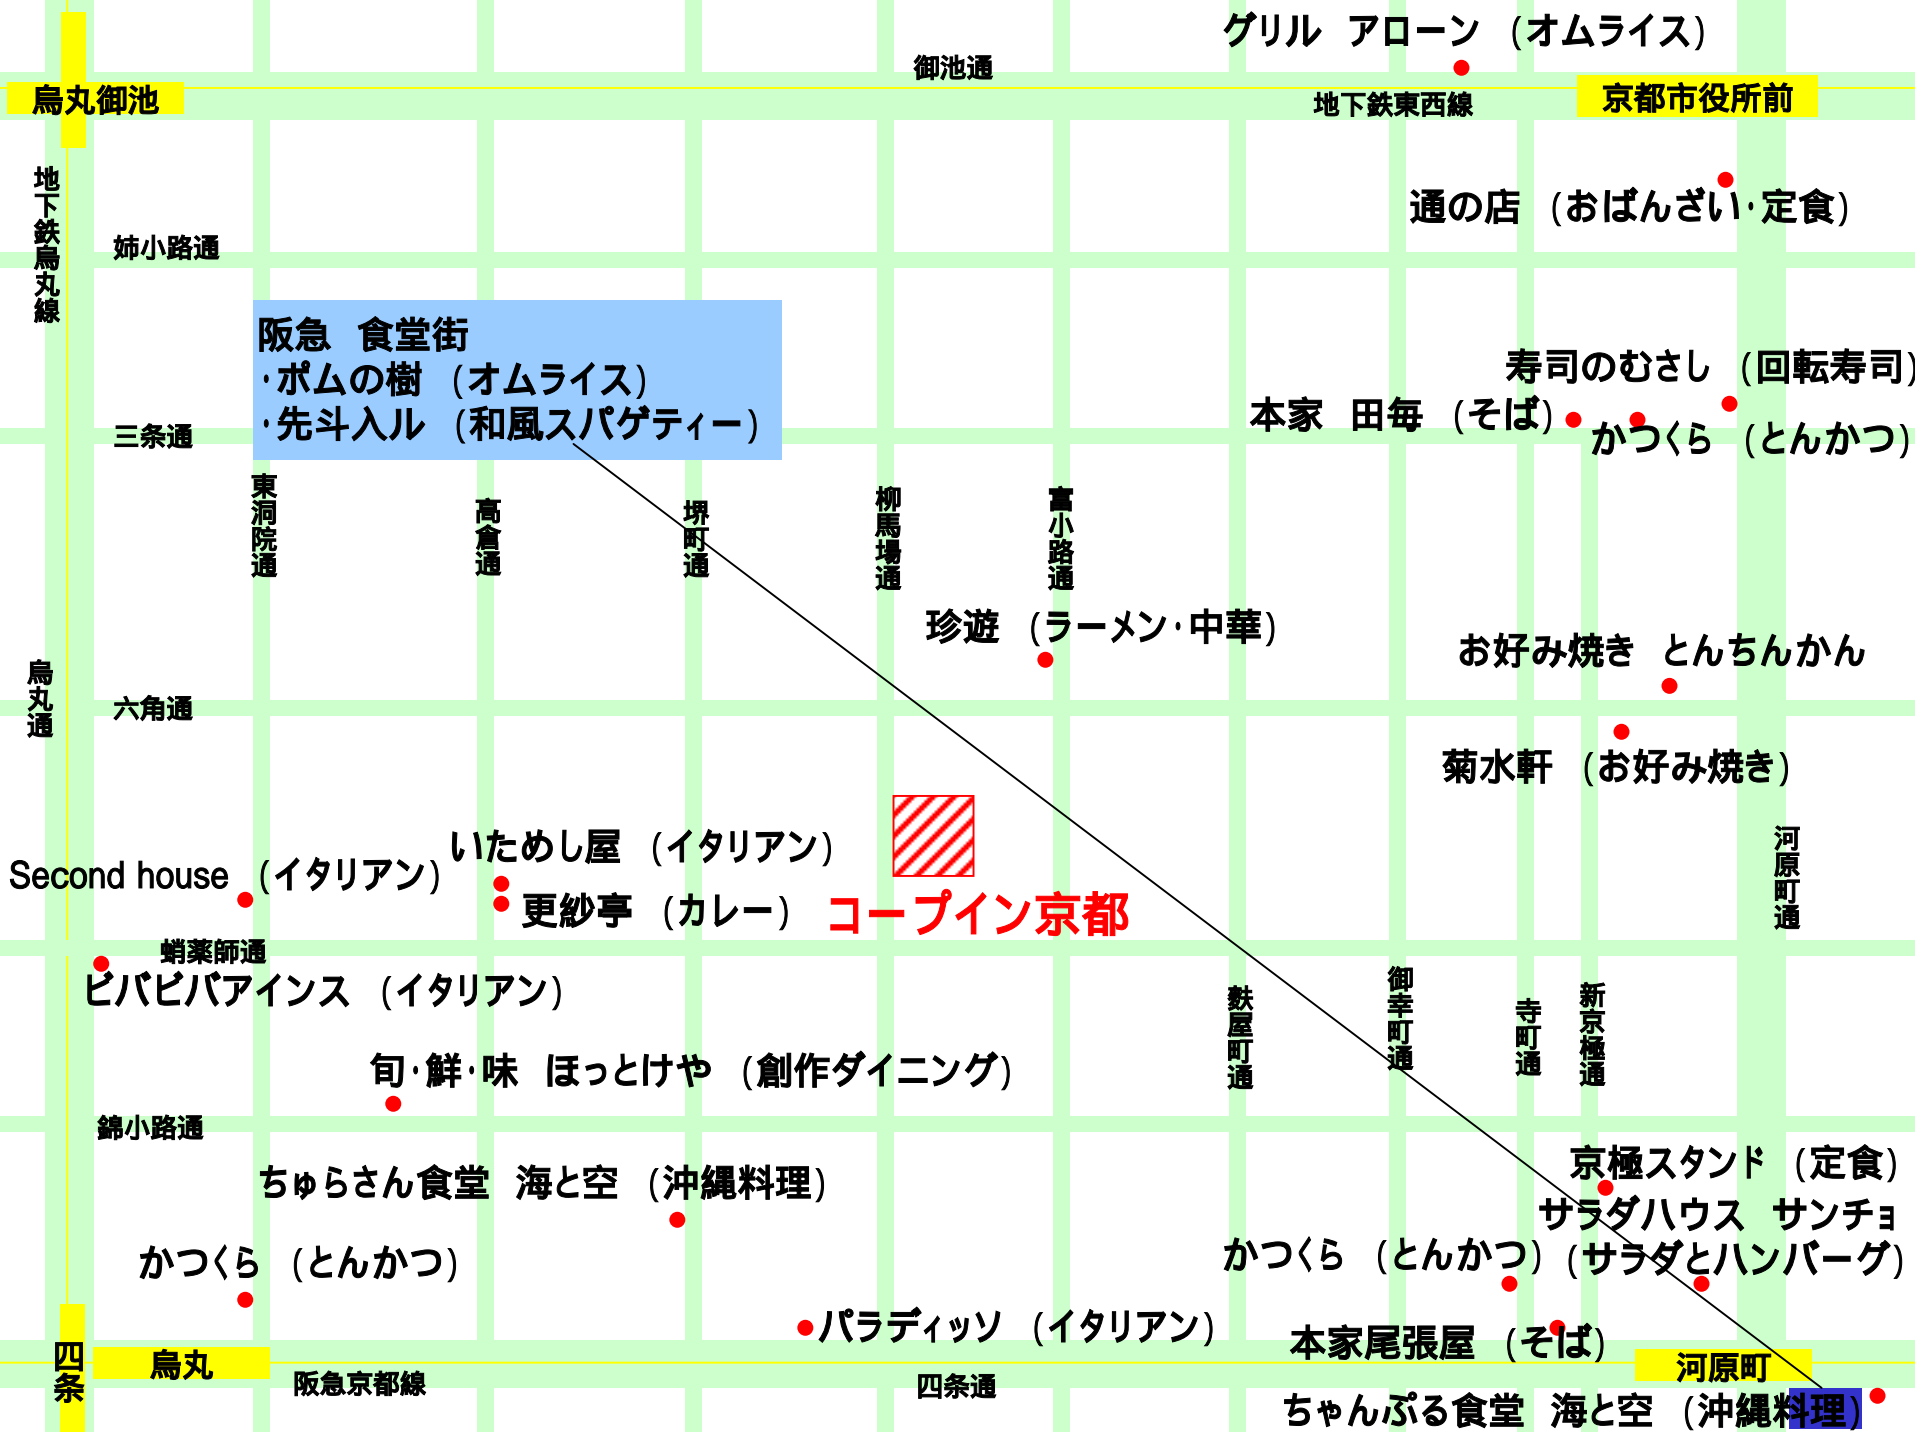 グリル　アローン　（オムライス）
御池通
烏丸御池
地下鉄東西線
京都市役所前
地下鉄烏丸線
通の店　（おばんざい・定食）
姉小路通
阪急　食堂街
・ポムの樹　（オムライス）
・先斗入ル　（和風スパゲティー）
寿司のむさし　（回転寿司）
本家　田毎　（そば）
かつくら　（とんかつ）
三条通
東洞院通
高倉通
堺町通
柳馬場通
富小路通
珍遊　（ラーメン・中華）
お好み焼き　とんちんかん
烏丸通
六角通
菊水軒　（お好み焼き）
いためし屋　（イタリアン）
Second house　（イタリアン）
更紗亭　（カレー）
コープイン京都
河原町通
蛸薬師通
ビバビバアインス　（イタリアン）
麩屋町通
御幸町通
寺町通
新京極通
旬・鮮・味　ほっとけや　（創作ダイニング）
錦小路通
ちゅらさん食堂　海と空　（沖縄料理）
京極スタンド　（定食）
サラダハウス　サンチョ
（サラダとハンバーグ）
かつくら　（とんかつ）
かつくら　（とんかつ）
パラディッソ　（イタリアン）
本家尾張屋　（そば）
四条
烏丸
阪急京都線
四条通
河原町
ちゃんぷる食堂　海と空　（沖縄料理）